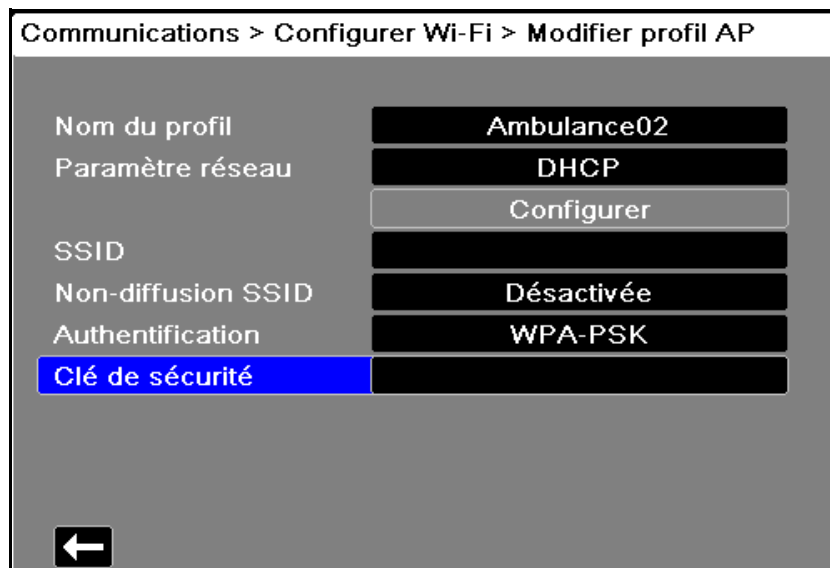 Communications > Configurer Wi-Fi > Modifier profil AP
Nom du profil Ambulance02
Paramètre réseau DHCP
Configurer
SSID
Non-diffusion SSID Désactivée
Authentification WPA-PSK
Clé de sécurité